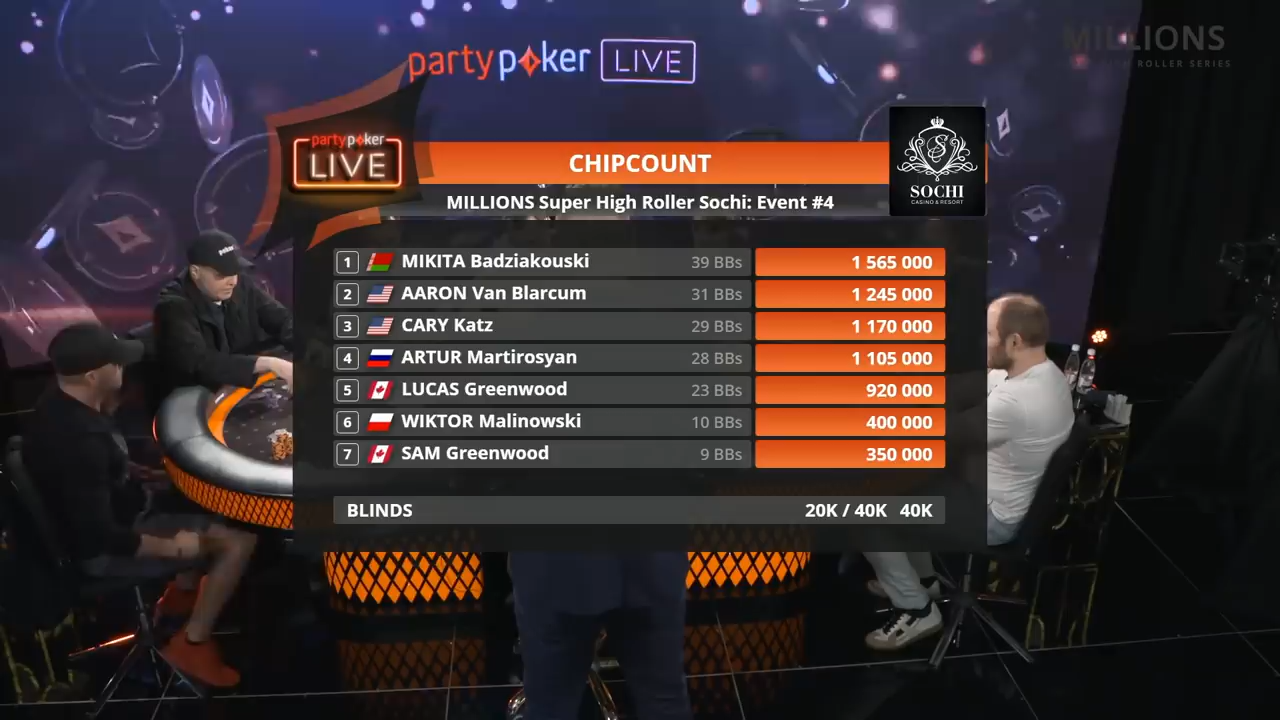 MILLIONS
ROLLER SERIES
partypoker LIVE
partypoker
LIVE
CHIPCOUNT
MILLIONS Super High Roller Sochi: Event #4
S
SOCHI
CASINO & RESORT
1 MIKITA Badziakouski 39 BBs 1 565 000
2 AARON Van Blarcum 31 BBs 1 245 000
3 CARY Katz 29 BBs 1 170 000
4 ARTUR Martirosyan 28 BBs 1 105 000
5 LUCAS Greenwood 23 BBs 920 000
6 WIKTOR Malinowski 10 BBs 400 000
7 SAM Greenwood 9 BBs 350 000
BLINDS 20K / 40K 40K